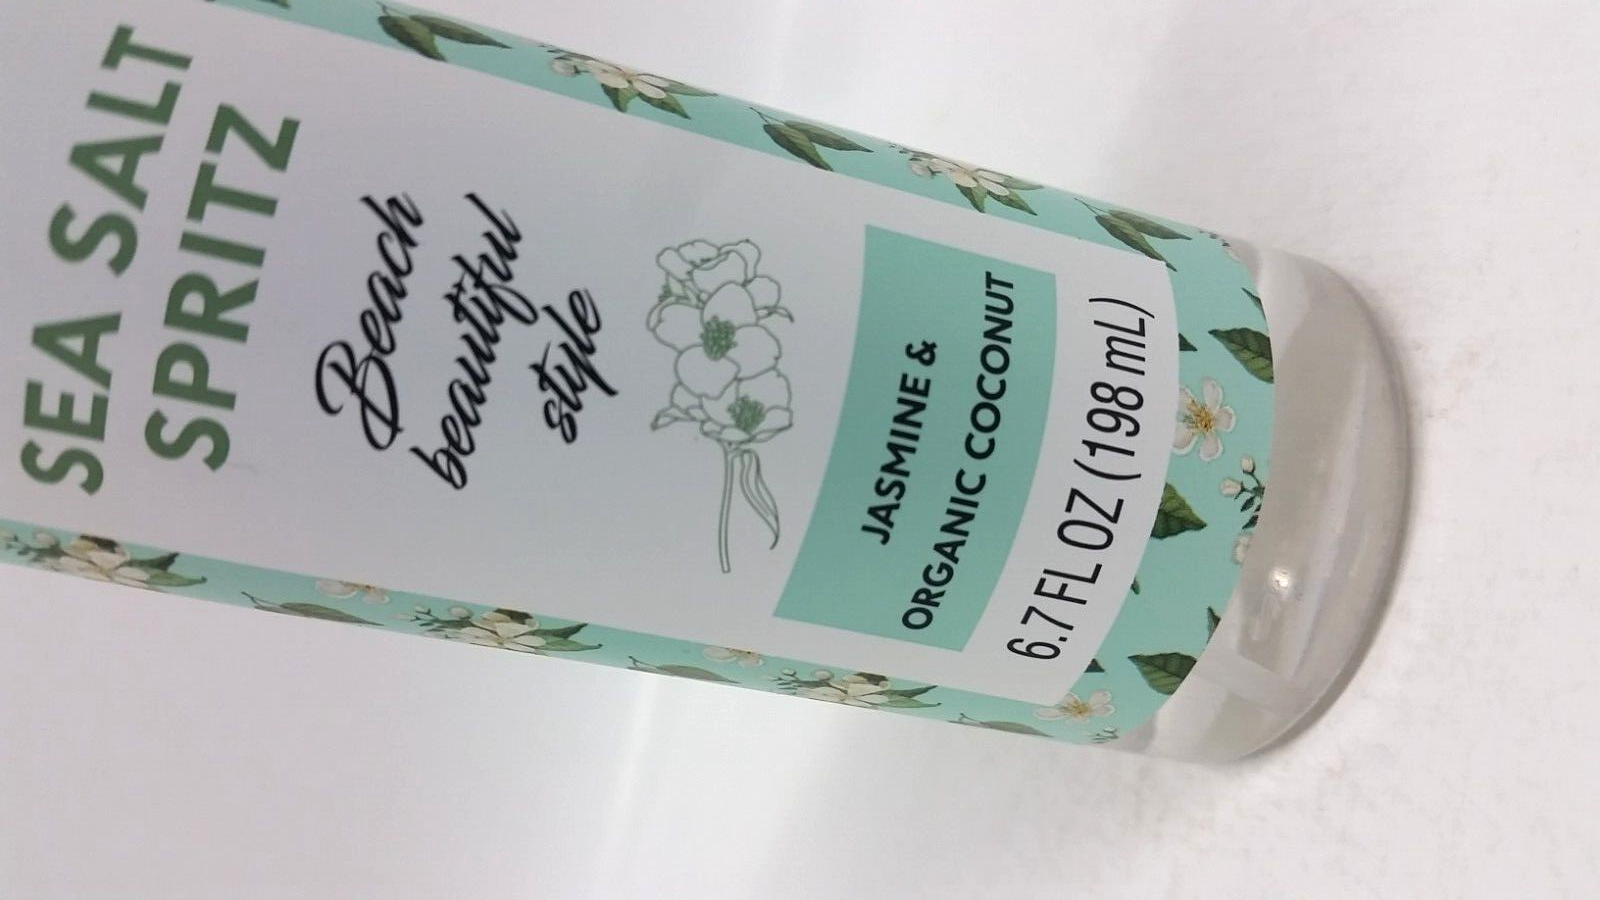 SEA SALT
SPRITZ
Beach
beautiful
style
JASMINE &
ORGANIC COCONUT
6.7 FL OZ (198 mL)